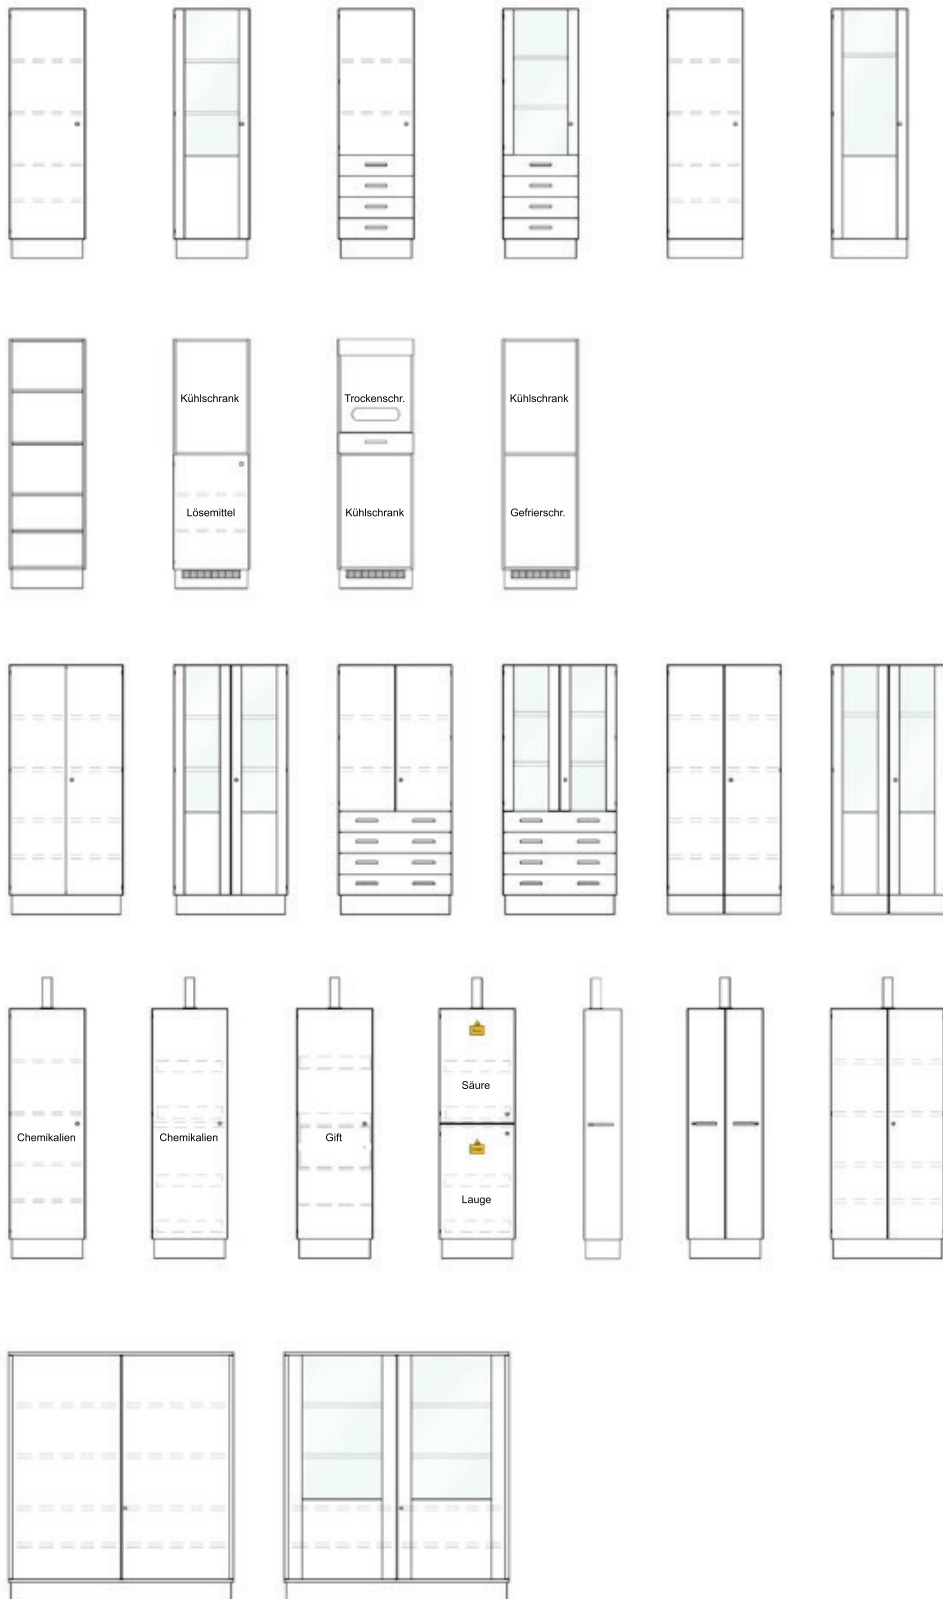 Kühlschrank
Trockenschr.
Kühlschrank
Lösemittel
Kühlschrank
Gefrierschr.
Säure
Chemikalien
Chemikalien
Gift
Lauge